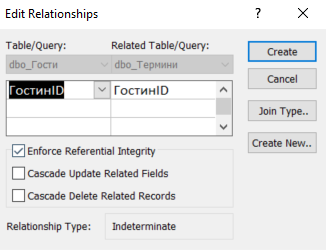 Edit Relationships ? ×
Table/Query: Related Table/Query:
dbo_Гости dbo_Термини
ГостинID ГостинID
Enforce Referential Integrity
Cascade Update Related Fields
Cascade Delete Related Records
Relationship Type: Indeterminate
Create
Cancel
Join Type..
Create New..